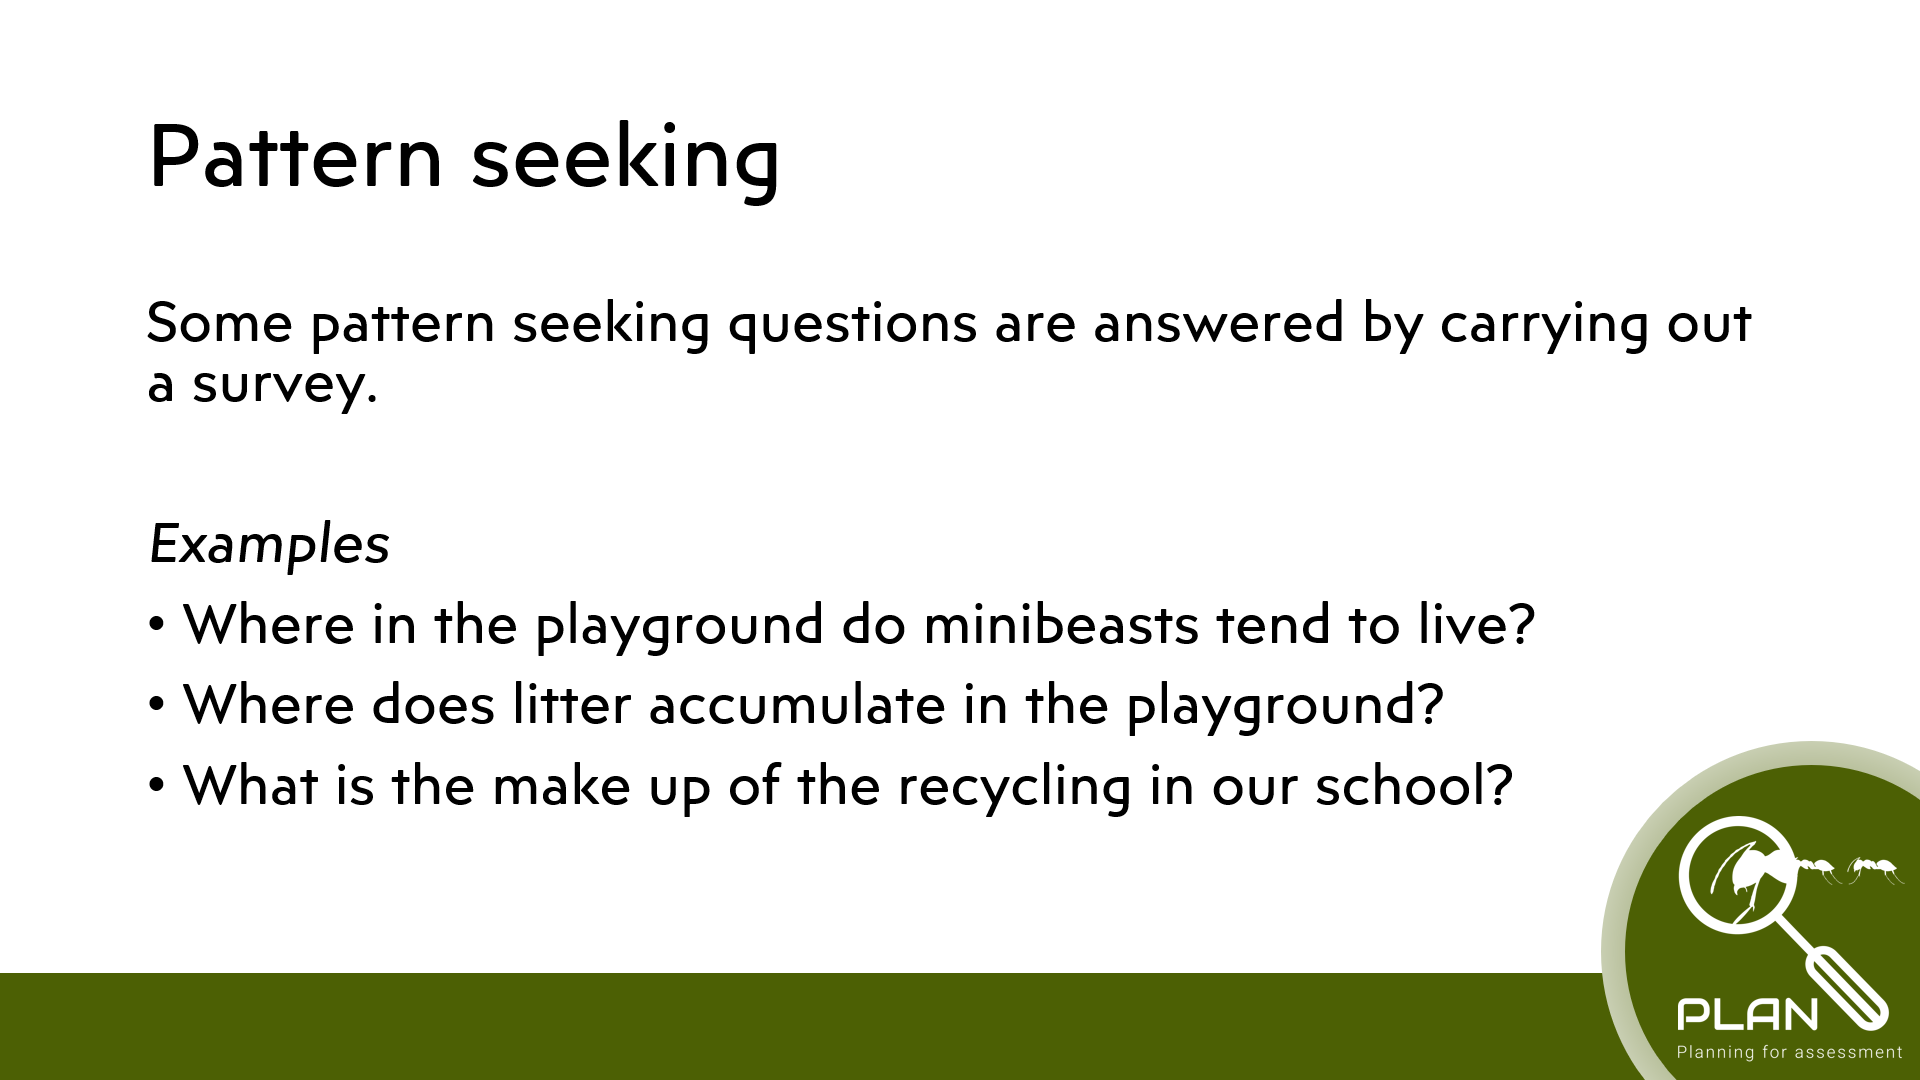 Pattern seeking
Some pattern seeking questions are answered by carrying out
a survey.
Examples
• Where in the playground do minibeasts tend to live?
• Where does litter accumulate in the playground?
• What is the make up of the recycling in our school?
PLAN
Planning for assessment